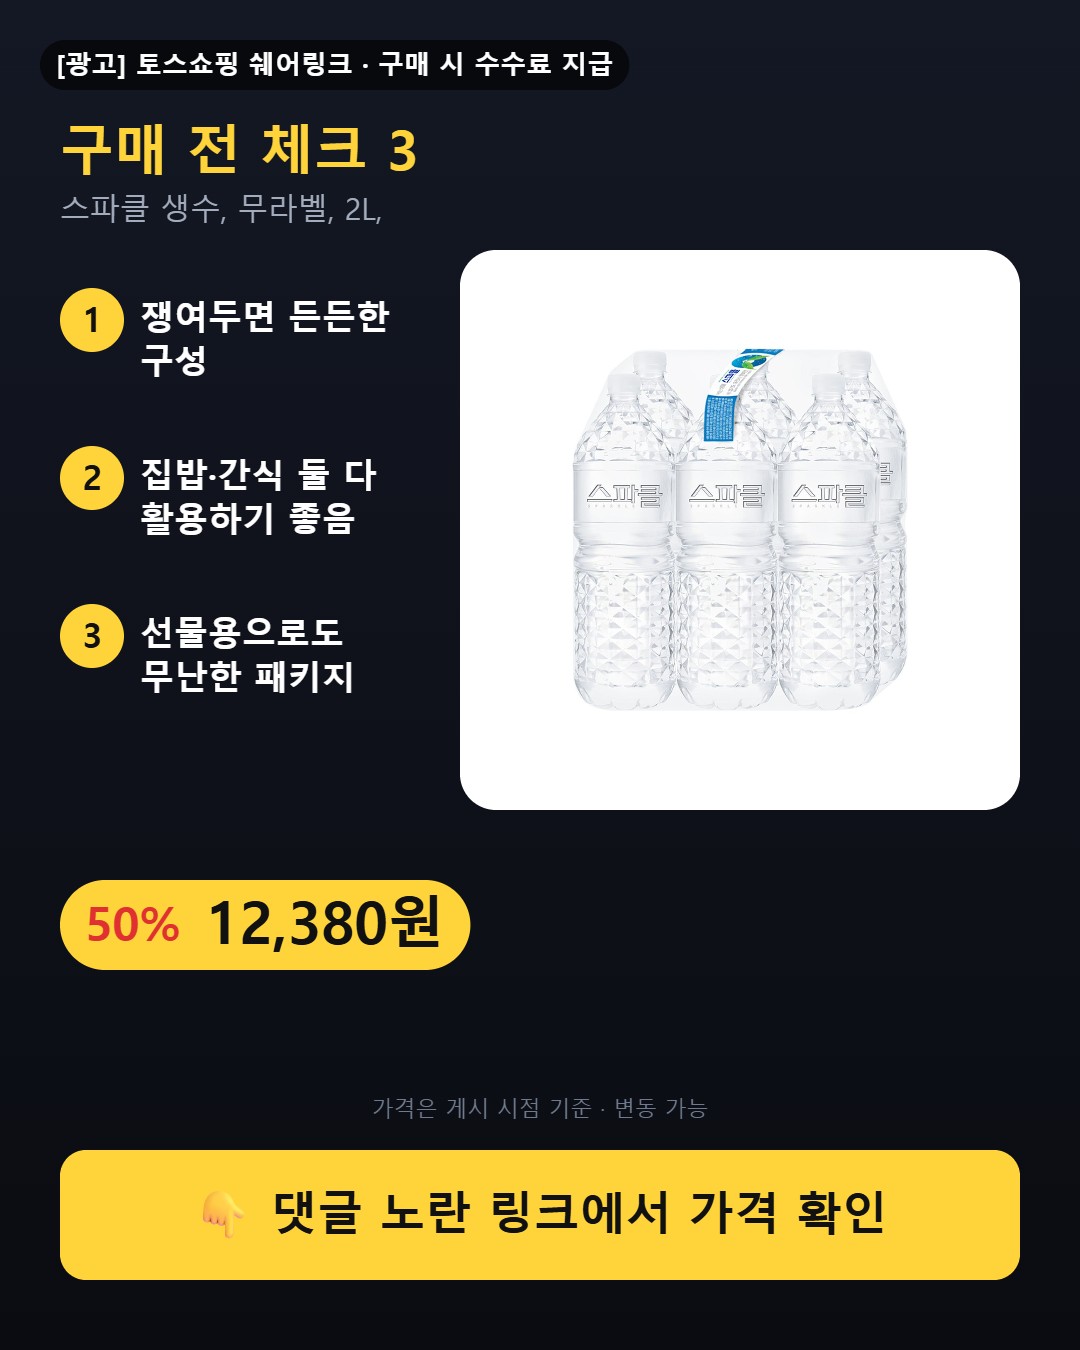 [광고] 토스쇼핑 쉐어링크 · 구매 시 수수료 지급
구매 전 체크 3
스파클 생수, 무라벨, 2L,
1 쟁여두면 든든한
구성
2 집밥·간식 둘 다
활용하기 좋음
3 선물용으로도
무난한 패키지
스파클 스파클 스파클
50% 12,380원
가격은 게시 시점 기준 · 변동 가능
👇 댓글 노란 링크에서 가격 확인